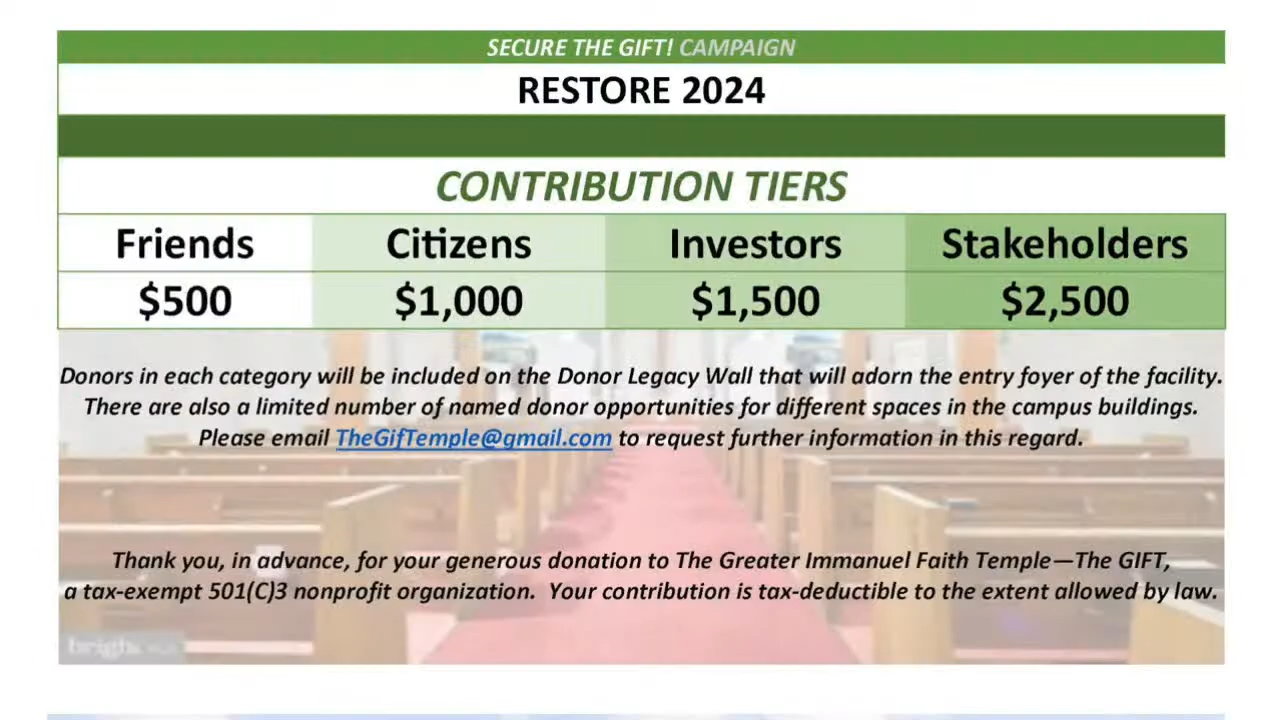 SECURE THE GIFT! CAMPAIGN
RESTORE 2024
CONTRIBUTION TIERS
Friends Citizens Investors Stakeholders
$500 $1,000 $1,500 $2,500
Donors in each category will be included on the Donor Legacy Wall that will adorn the entry foyer of the facility.
There are also a limited number of named donor opportunities for different spaces in the campus buildings.
Please email TheGifTemple@gmail.com to request further information in this regard.
Thank you, in advance, for your generous donation to The Greater Immanuel Faith Temple—The GIFT,
a tax-exempt 501(C)3 nonprofit organization. Your contribution is tax-deductible to the extent allowed by law.